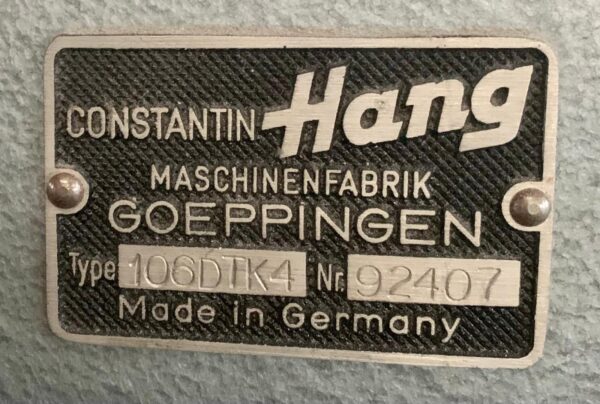 CONSTANTIN Hang
MASCHINENFABRIK
GOEPPINGEN
Type 106DTK4 Nr. 92407
Made in Germany